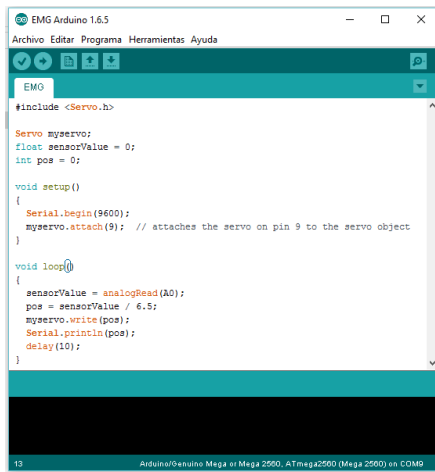 EMG Arduino 1.6.5
Archivo Editar Programa Herramientas Ayuda
EMG
#include <Servo.h>
Servo myservo;
float sensorValue = 0;
int pos = 0;
void setup()
{
  Serial.begin(9600);
  myservo.attach(9);  // attaches the servo on pin 9 to the servo object
}
void loop()
{
  sensorValue = analogRead(A0);
  pos = sensorValue / 6.5;
  myservo.write(pos);
  Serial.println(pos);
  delay(10);
}
13 Arduino/Genuino Mega or Mega 2560, ATmega2560 (Mega 2560) on COM9